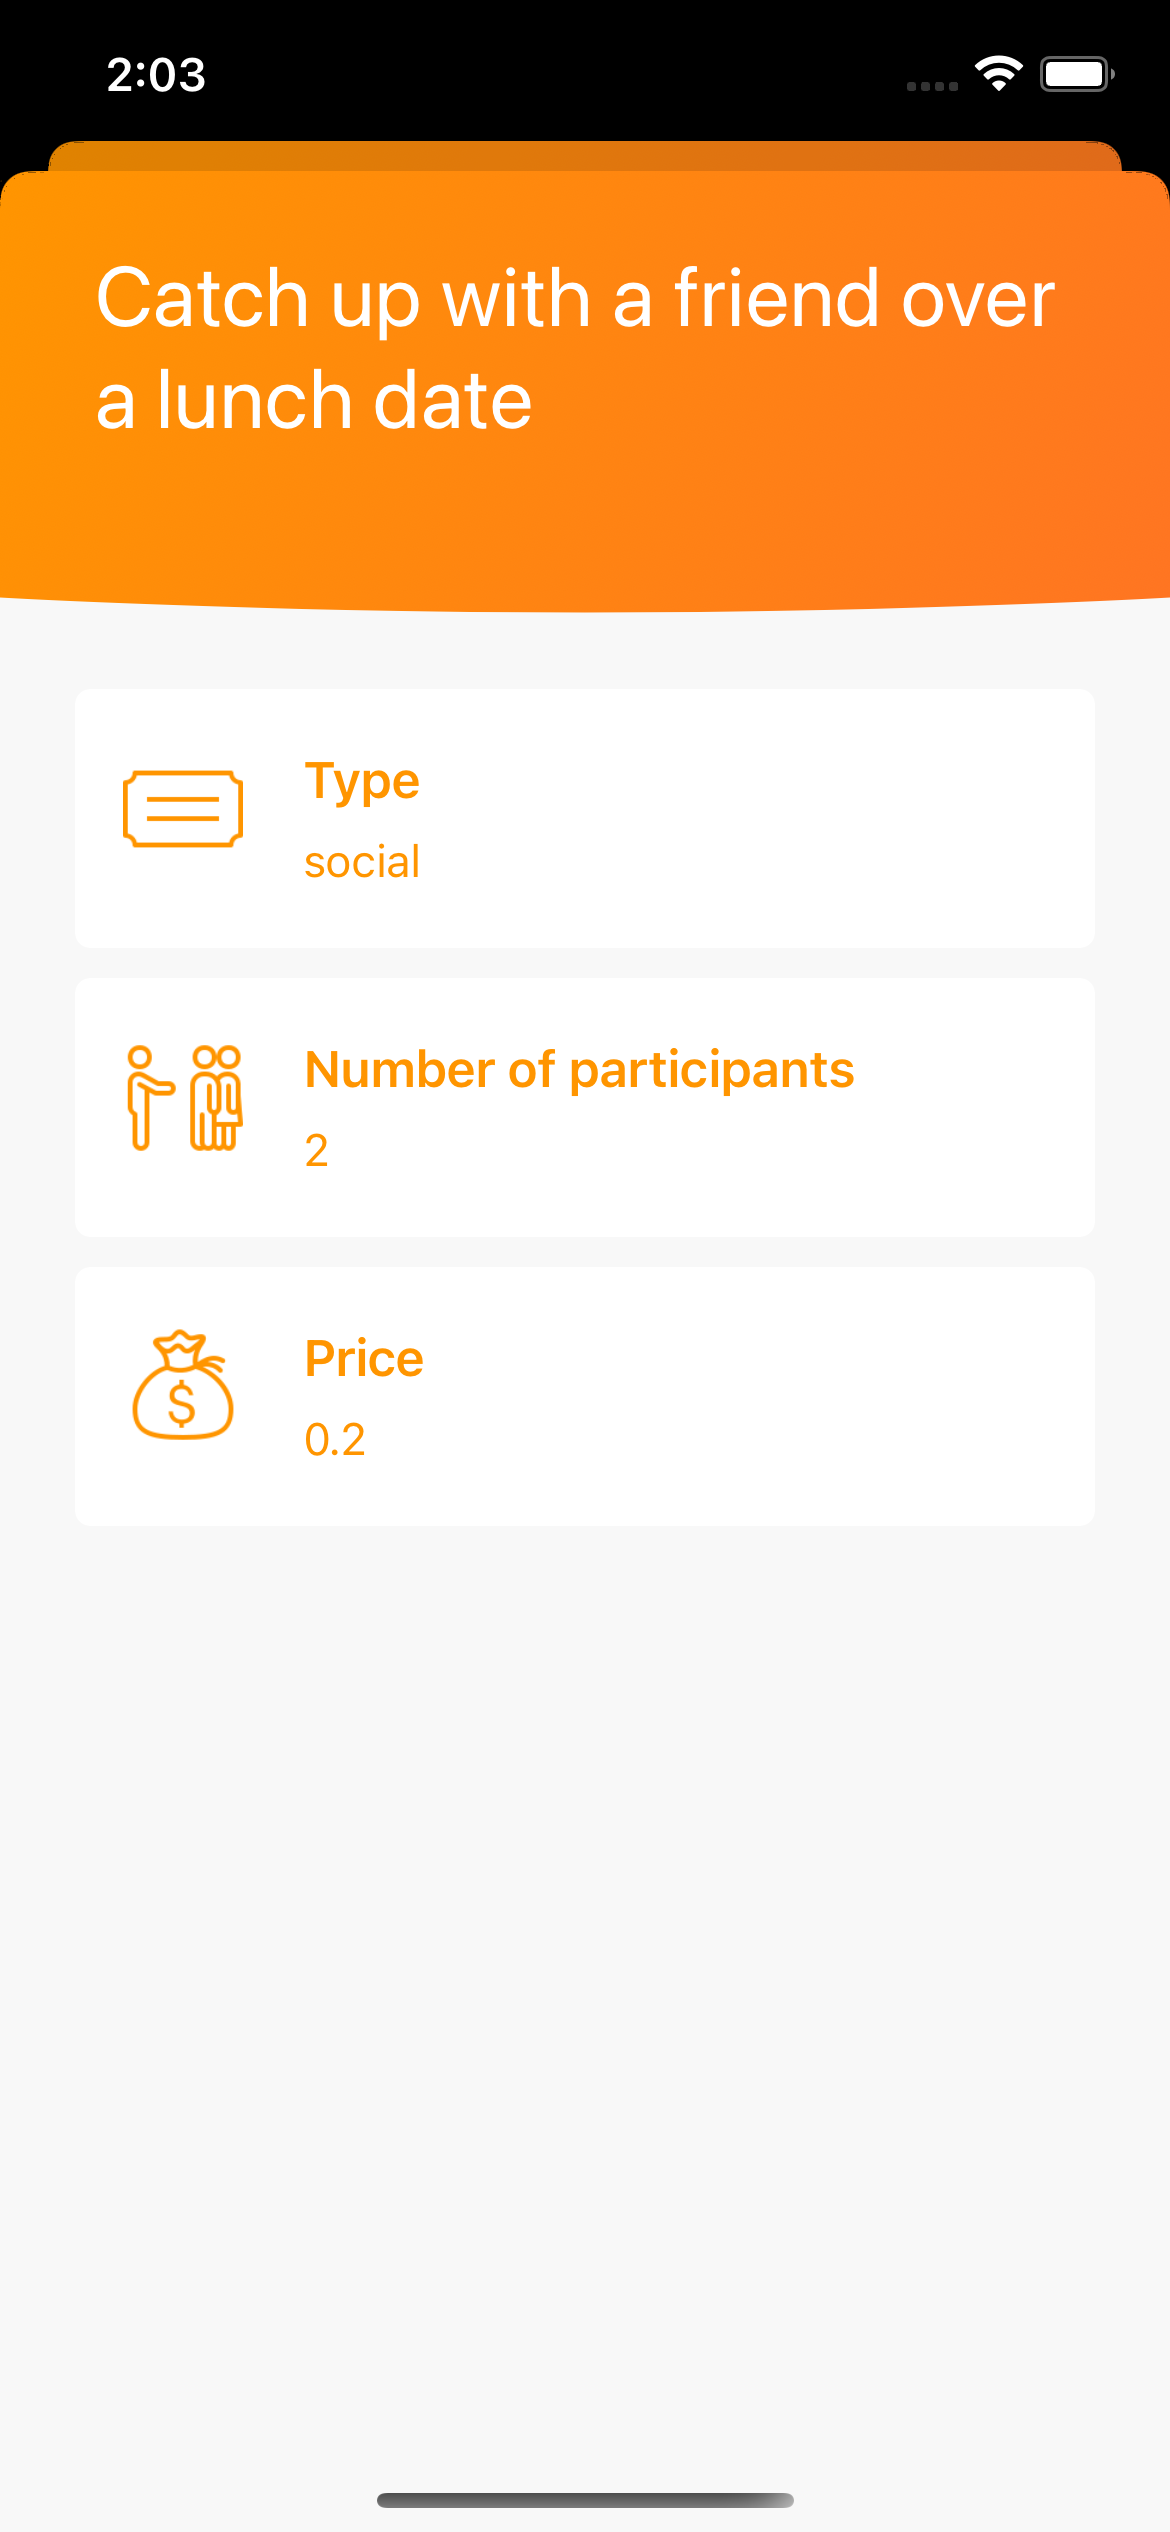 2:03
Catch up with a friend over
a lunch date
Type
social
Number of participants
2
$
Price
0.2